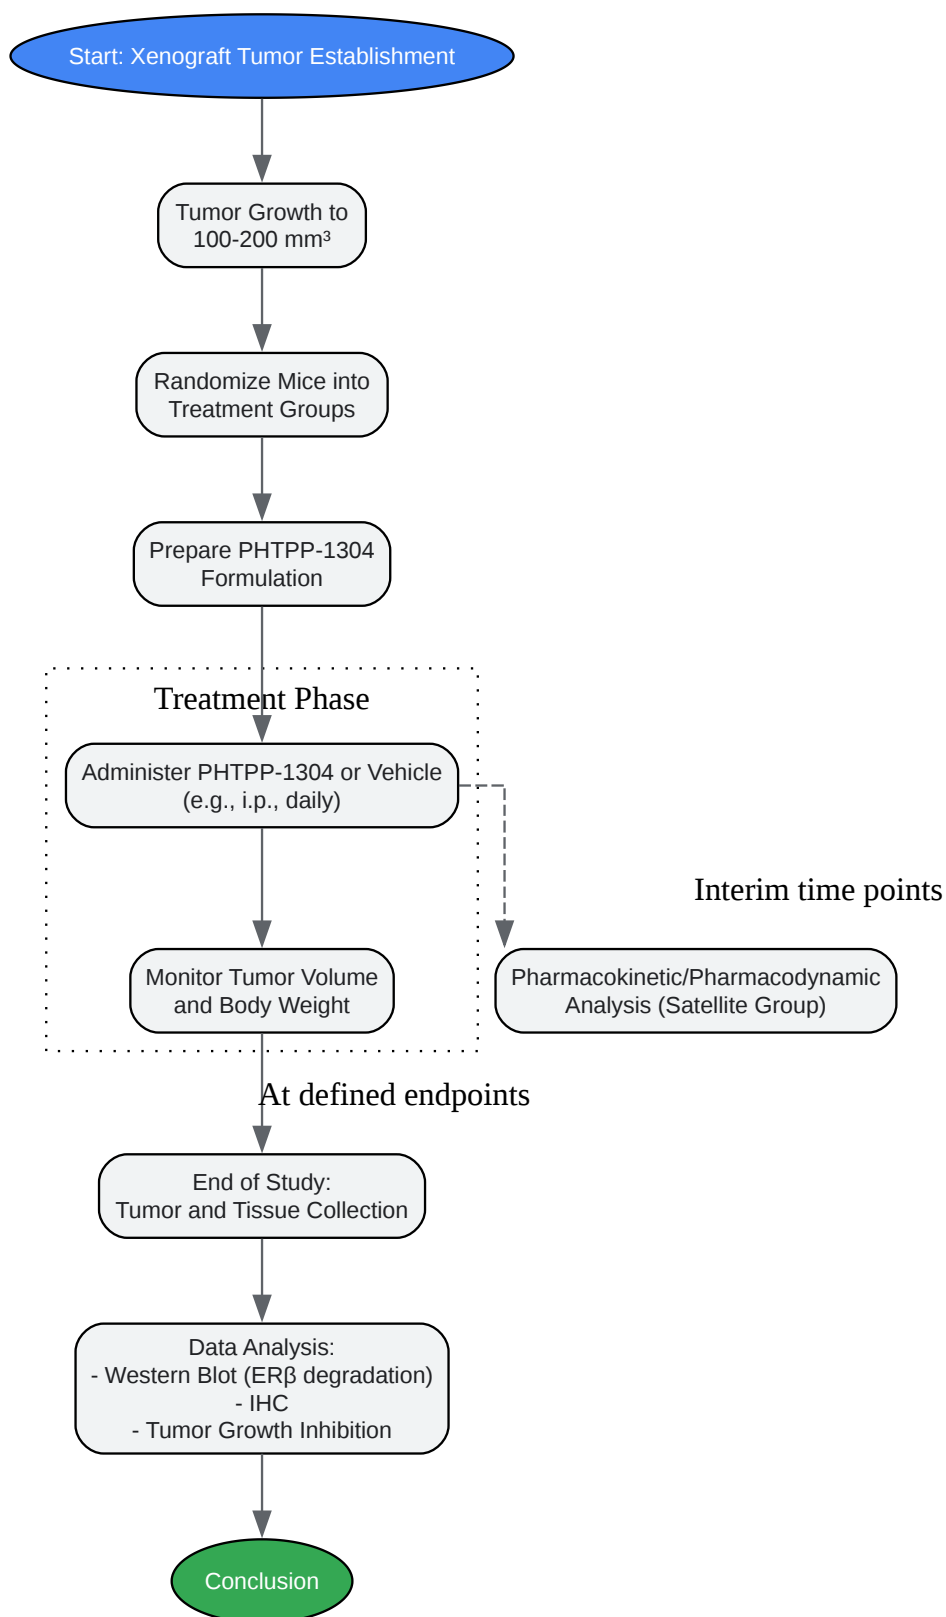 Start: Xenograft Tumor Establishment
Tumor Growth to
100-200 mm³
Randomize Mice into
Treatment Groups
Prepare PHTPP-1304
Formulation
Treatment Phase
Administer PHTPP-1304 or Vehicle
(e.g., i.p., daily)
Interim time points
Monitor Tumor Volume
and Body Weight
Pharmacokinetic/Pharmacodynamic
Analysis (Satellite Group)
At defined endpoints
End of Study:
Tumor and Tissue Collection
Data Analysis:
- Western Blot (ERβ degradation)
- IHC
- Tumor Growth Inhibition
Conclusion